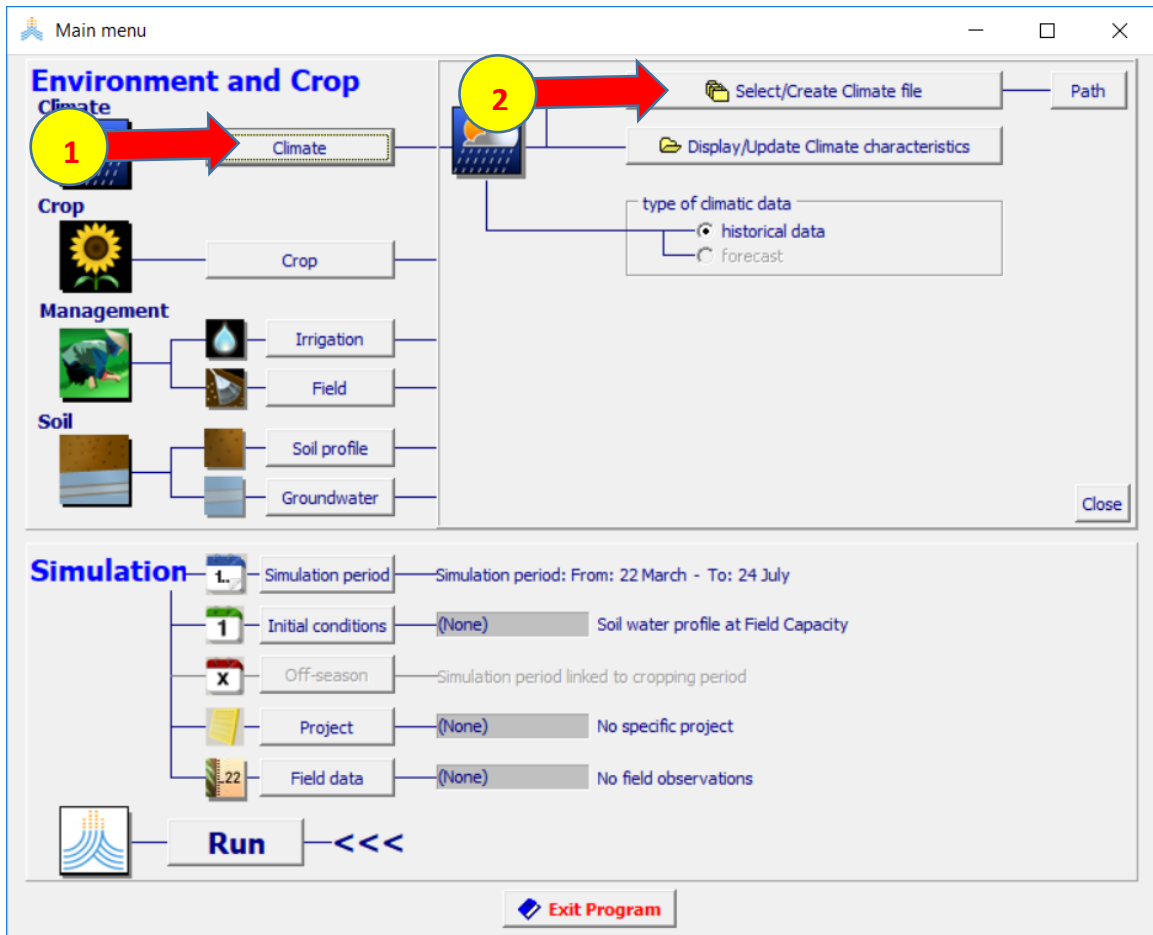 Main menu
Environment and Crop
Climate
1
Climate
2
Select/Create Climate file
Path
Display/Update Climate characteristics
type of climatic data
historical data
forecast
Crop
Crop
Management
Irrigation
Field
Soil
Soil profile
Groundwater
Close
Simulation
1..
Simulation period
Simulation period: From: 22 March - To: 24 July
1
Initial conditions
(None)
Soil water profile at Field Capacity
X
Off-season
Simulation period linked to cropping period
Project
(None)
No specific project
..22
Field data
(None)
No field observations
Run
<<<
Exit Program